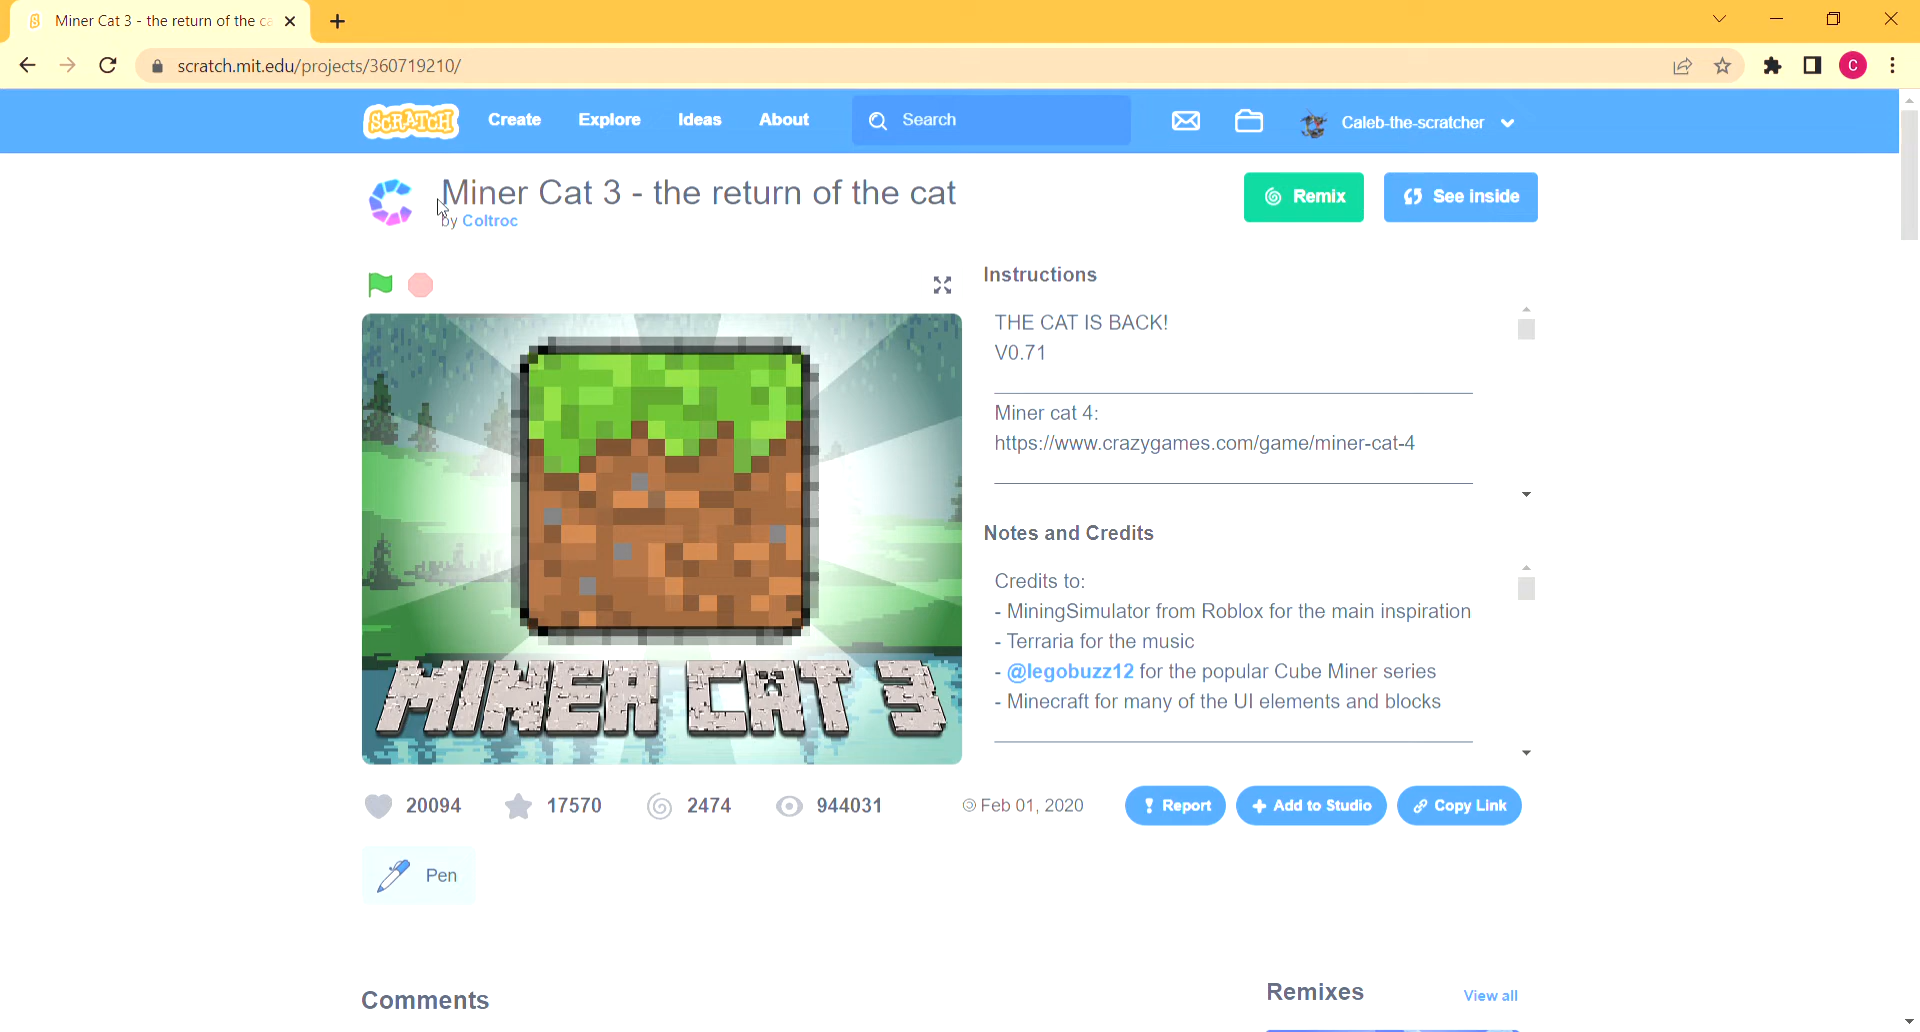 Miner Cat 3 - the return of the ca
scratch.mit.edu/projects/360719210/
C
SCRATCH
Create
Explore
Ideas
About
Search
Caleb-the-scratcher
Miner Cat 3 - the return of the cat
by Coltroc
Remix
See inside
Instructions
THE CAT IS BACK!
V0.71
Miner cat 4:
https://www.crazygames.com/game/miner-cat-4
MINER CAT 3
Notes and Credits
Credits to:
- MiningSimulator from Roblox for the main inspiration
- Terraria for the music
- @legobuzz12 for the popular Cube Miner series
- Minecraft for many of the UI elements and blocks
20094
17570
2474
944031
© Feb 01, 2020
Report
Add to Studio
Copy Link
Pen
Comments
Remixes
View all